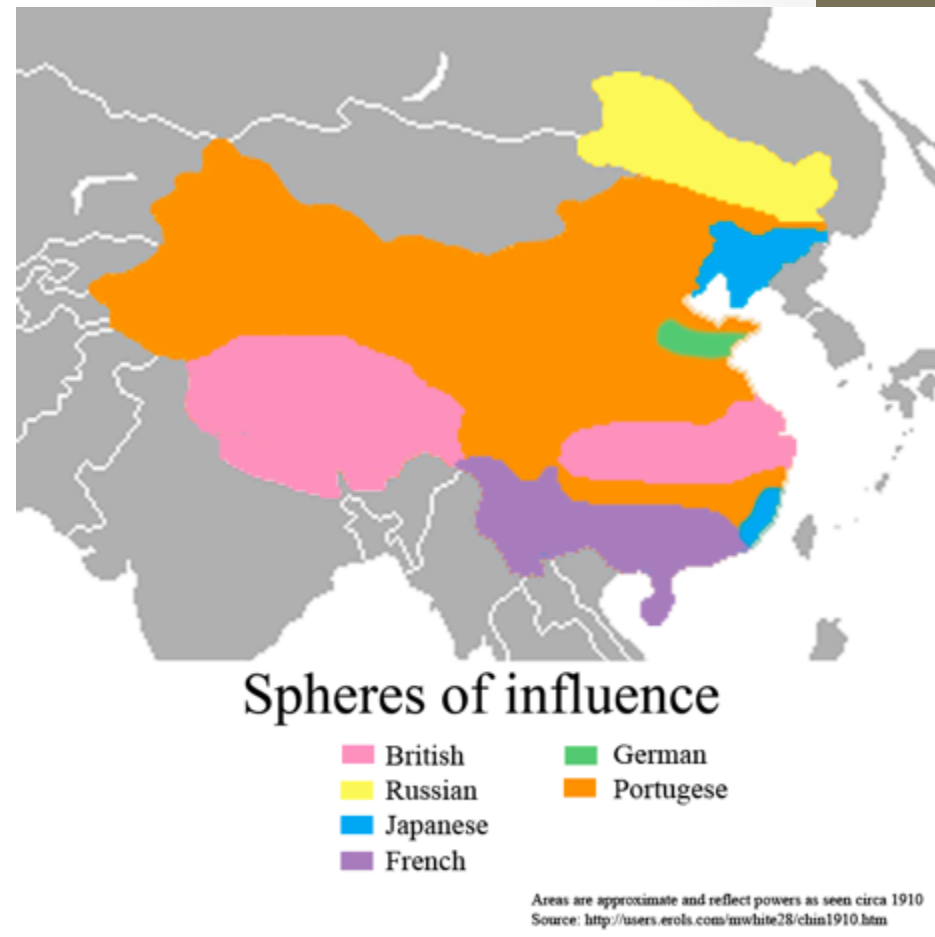 Spheres of influence
British
Russian
Japanese
French
German
Portugese
Areas are approximate and reflect powers as seen circa 1910
Source: http://users.erols.com/mwhite28/chin1910.htm